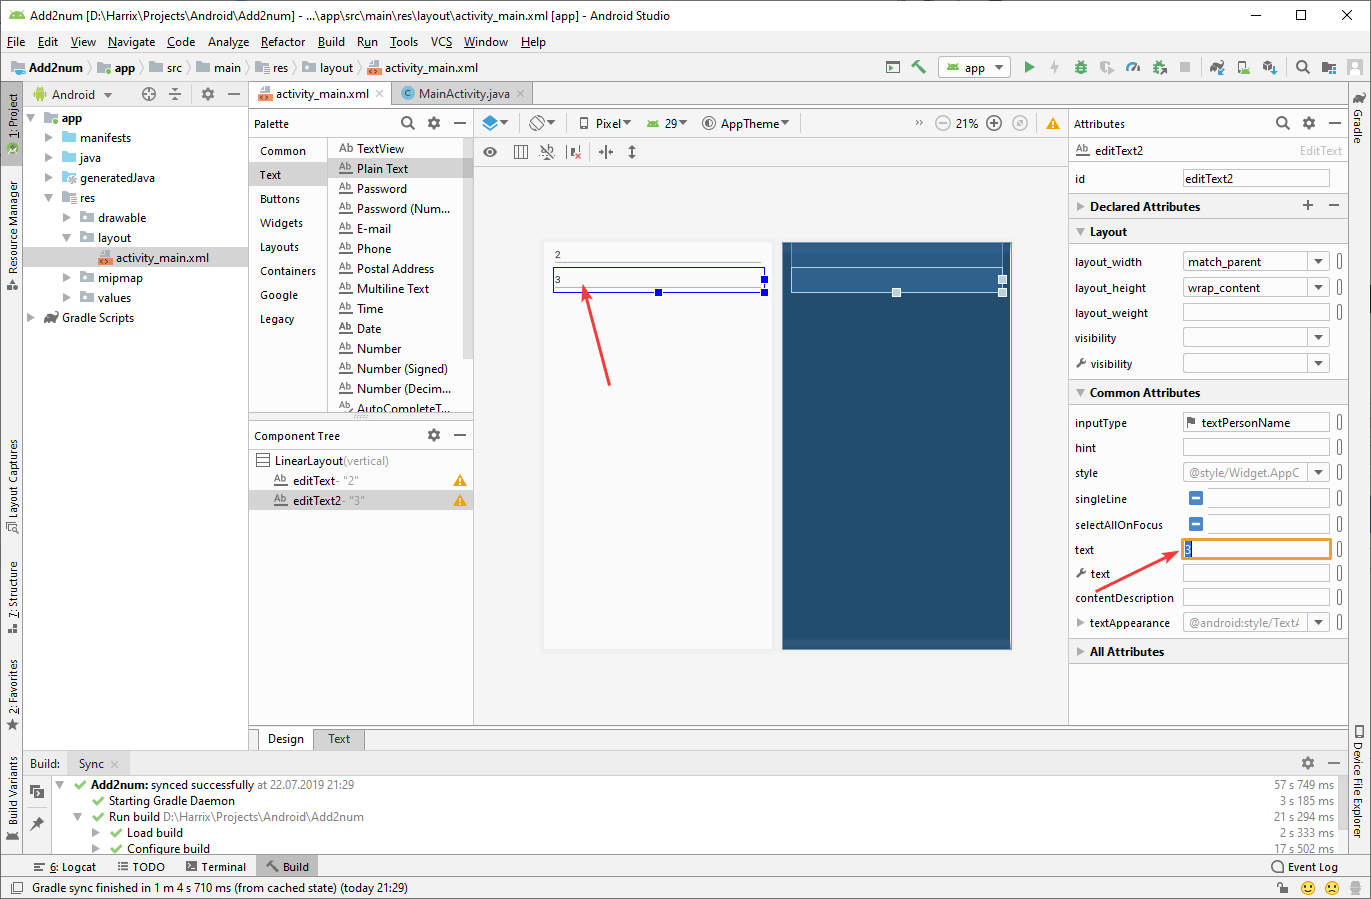 Add2num [D:\Harrix\Projects\Android\Add2num] - ...\app\src\main\res\layout\activity_main.xml [app] - Android Studio
File Edit View Navigate Code Analyze Refactor Build Run Tools VCS Window Help
Add2num app src main res layout activity_main.xml
app
1: Project
Resource Manager
Layout Captures
7: Structure
2: Favorites
Build Variants
Android
app
manifests
java
generatedJava
res
drawable
layout
activity_main.xml
mipmap
values
Gradle Scripts
activity_main.xml MainActivity.java
Palette
Common
Text
Buttons
Widgets
Layouts
Containers
Google
Legacy
Ab TextView
Ab Plain Text
Ab Password
Ab Password (Num...
Ab E-mail
Ab Phone
Ab Postal Address
Ab Multiline Text
Ab Time
Ab Date
Ab Number
Ab Number (Signed)
Ab Number (Decim...
Ab AutoCompleteT...
Component Tree
LinearLayout(vertical)
Ab editText- "2"
Ab editText2- "3"
Pixel 29 AppTheme 21%
2
3
Design Text
Attributes
Ab editText2 EditText
id editText2
Declared Attributes
Layout
layout_width match_parent
layout_height wrap_content
layout_weight
visibility
visibility
Common Attributes
inputType textPersonName
hint
style @style/Widget.AppC
singleLine
selectAllOnFocus
text 3
text
contentDescription
textAppearance @android:style/TextA
All Attributes
Gradle
Device File Explorer
Build: Sync
Add2num: synced successfully at 22.07.2019 21:29 57 s 749 ms
Starting Gradle Daemon 3 s 185 ms
Run build D:\Harrix\Projects\Android\Add2num 21 s 294 ms
Load build 2 s 333 ms
Configure build 17 s 502 ms
6: Logcat TODO Terminal Build Event Log
Gradle sync finished in 1 m 4 s 710 ms (from cached state) (today 21:29)